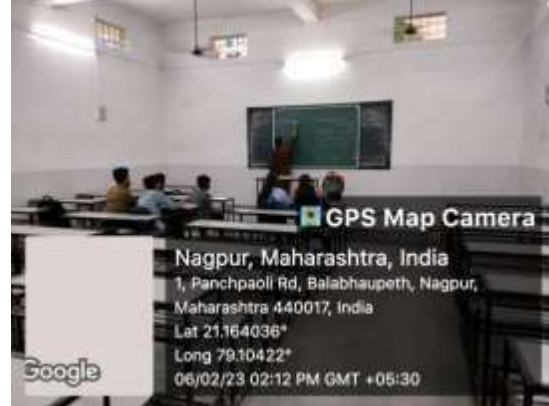 GPS Map Camera
Nagpur, Maharashtra, India
1, Panchpaoli Rd, Balabhaupeth, Nagpur,
Maharashtra 440017, India
Lat 21.164036°
Long 79.10422°
06/02/23 02:12 PM GMT +05:30
Google